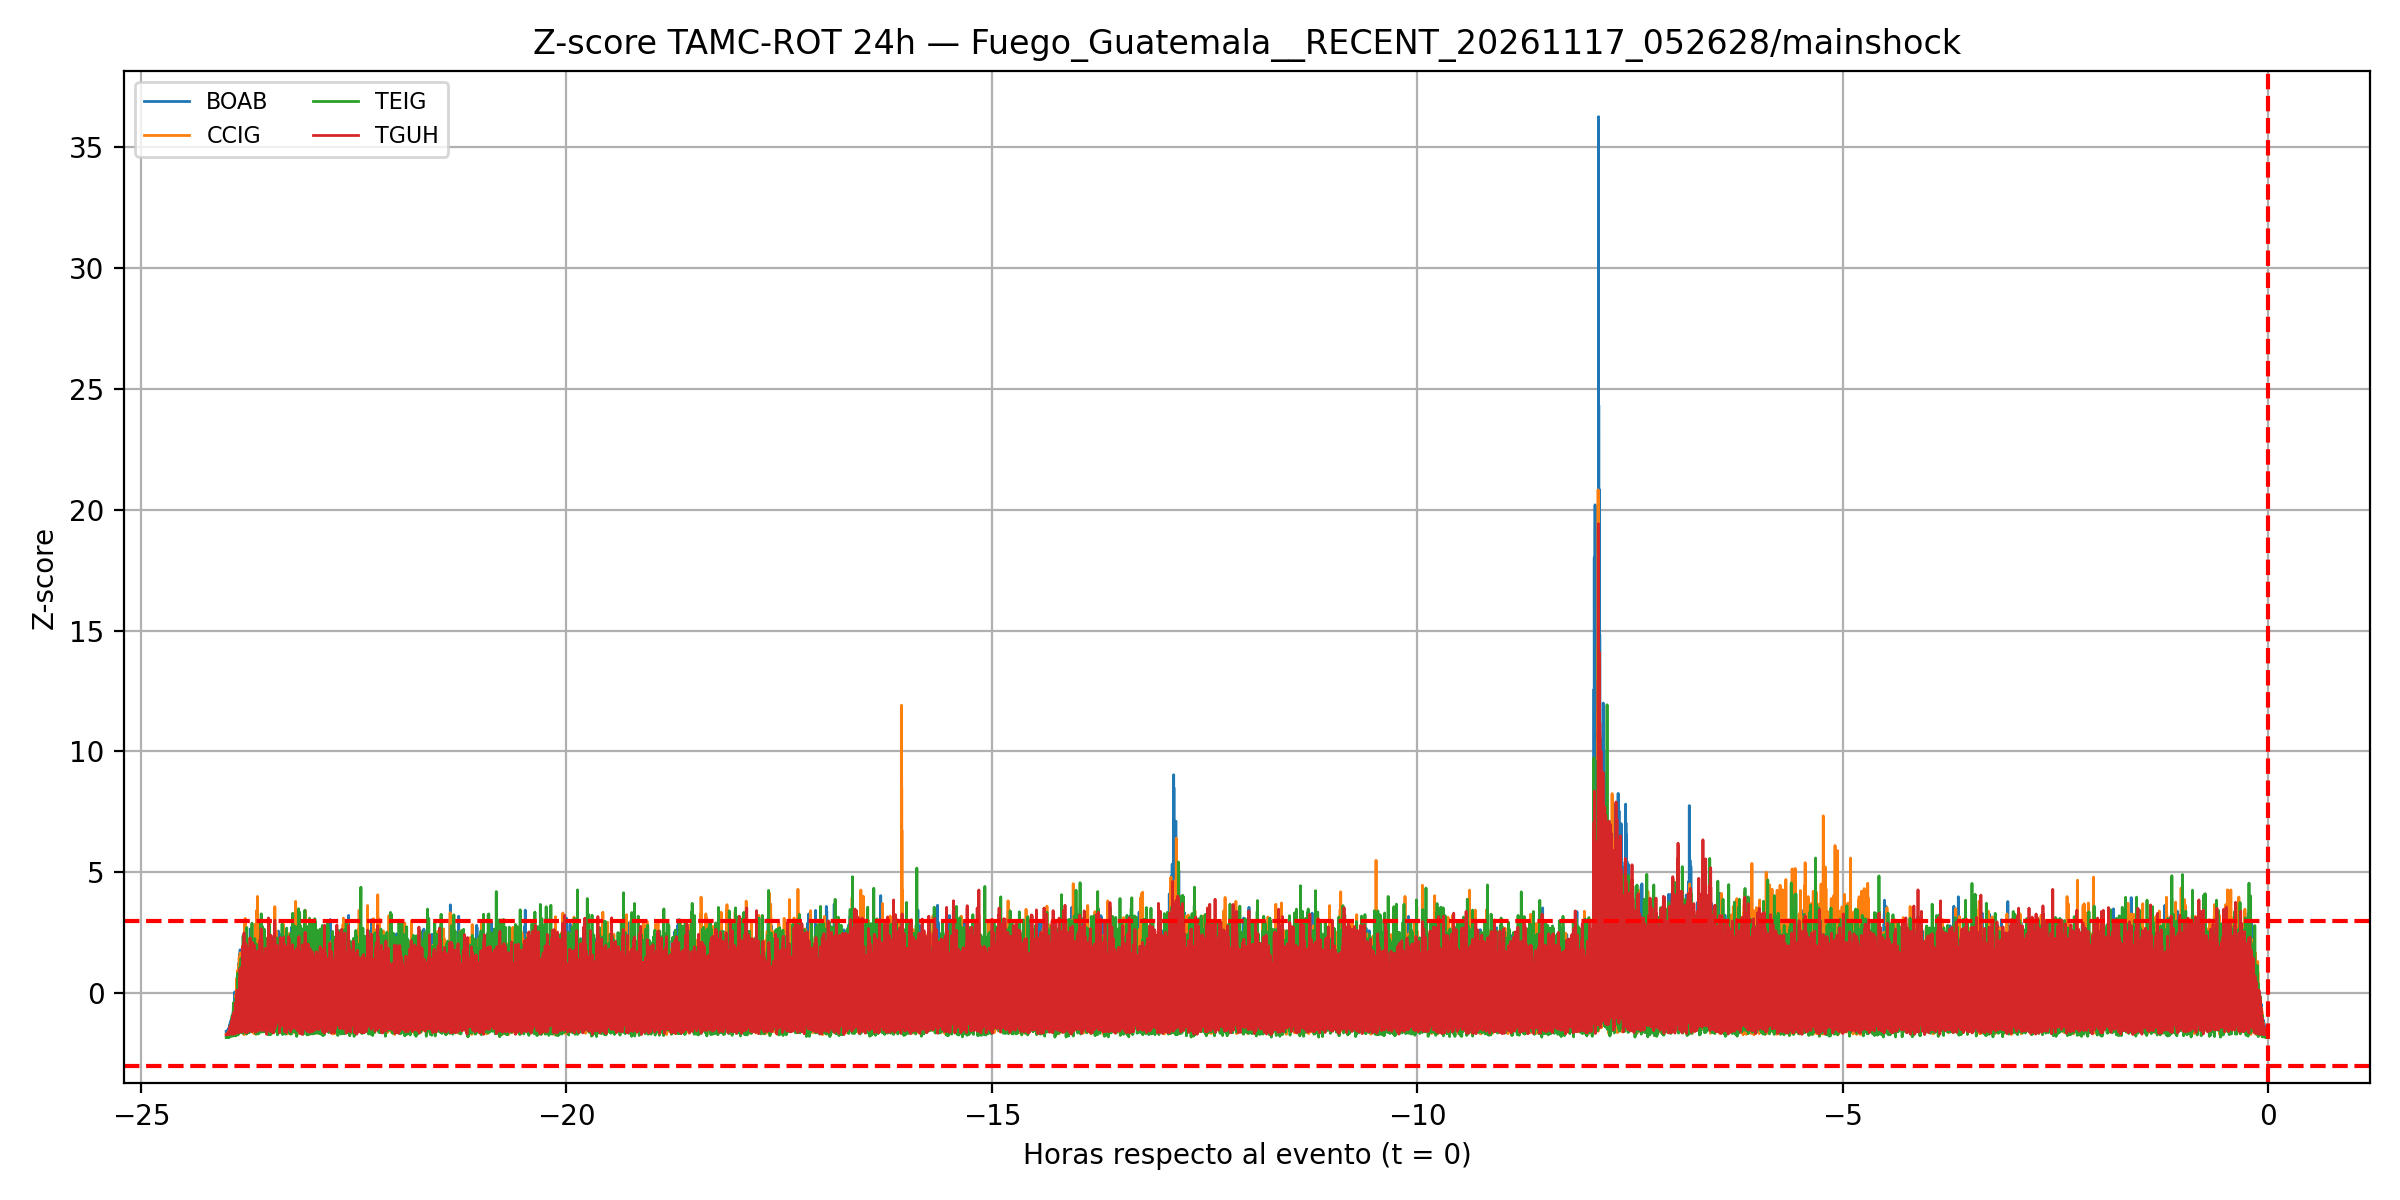 Z-score TAMC-ROT 24h — Fuego_Guatemala__RECENT_20261117_052628/mainshock
BOAB TEIG
CCIG TGUH
35
30
25
20
15
10
5
0
Z-score
−25 −20 −15 −10 −5 0
Horas respecto al evento (t = 0)